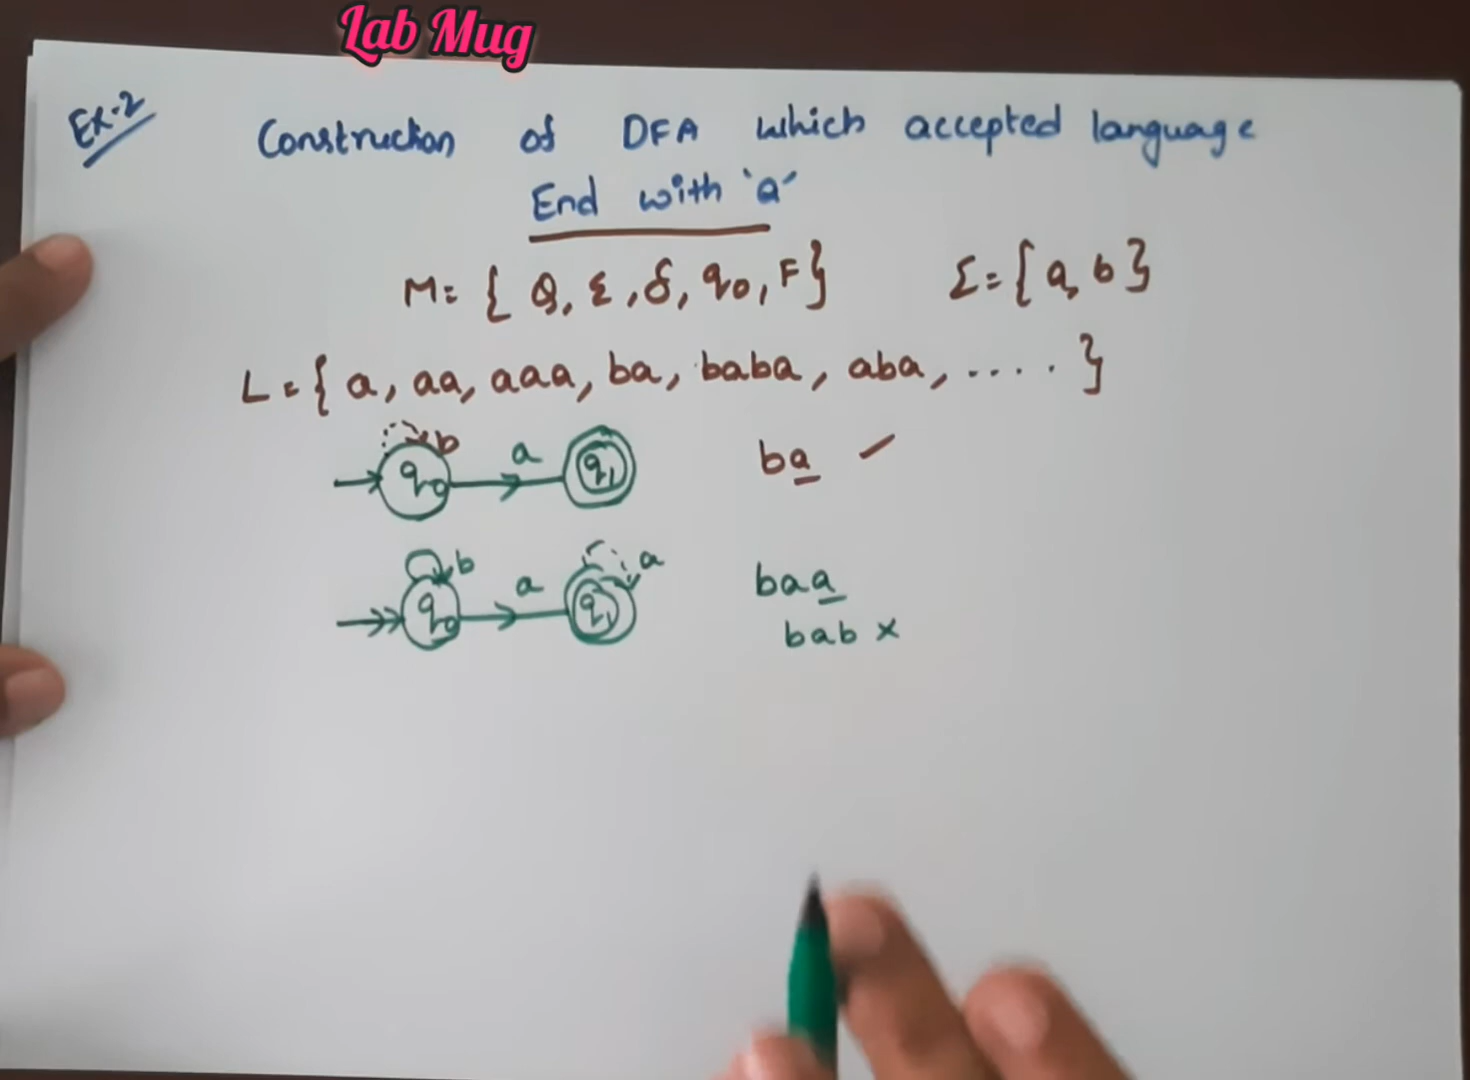 Lab Mug
Ex-2
Construction of DFA which accepted language
End with 'a'
M= { Q, Σ, δ, q0, F} Σ= { a, b }
L = { a, aa, aaa, ba, baba, aba, .... }
b
a
q0 q1 ba ✓
b a a
q0 q1 baa
bab x